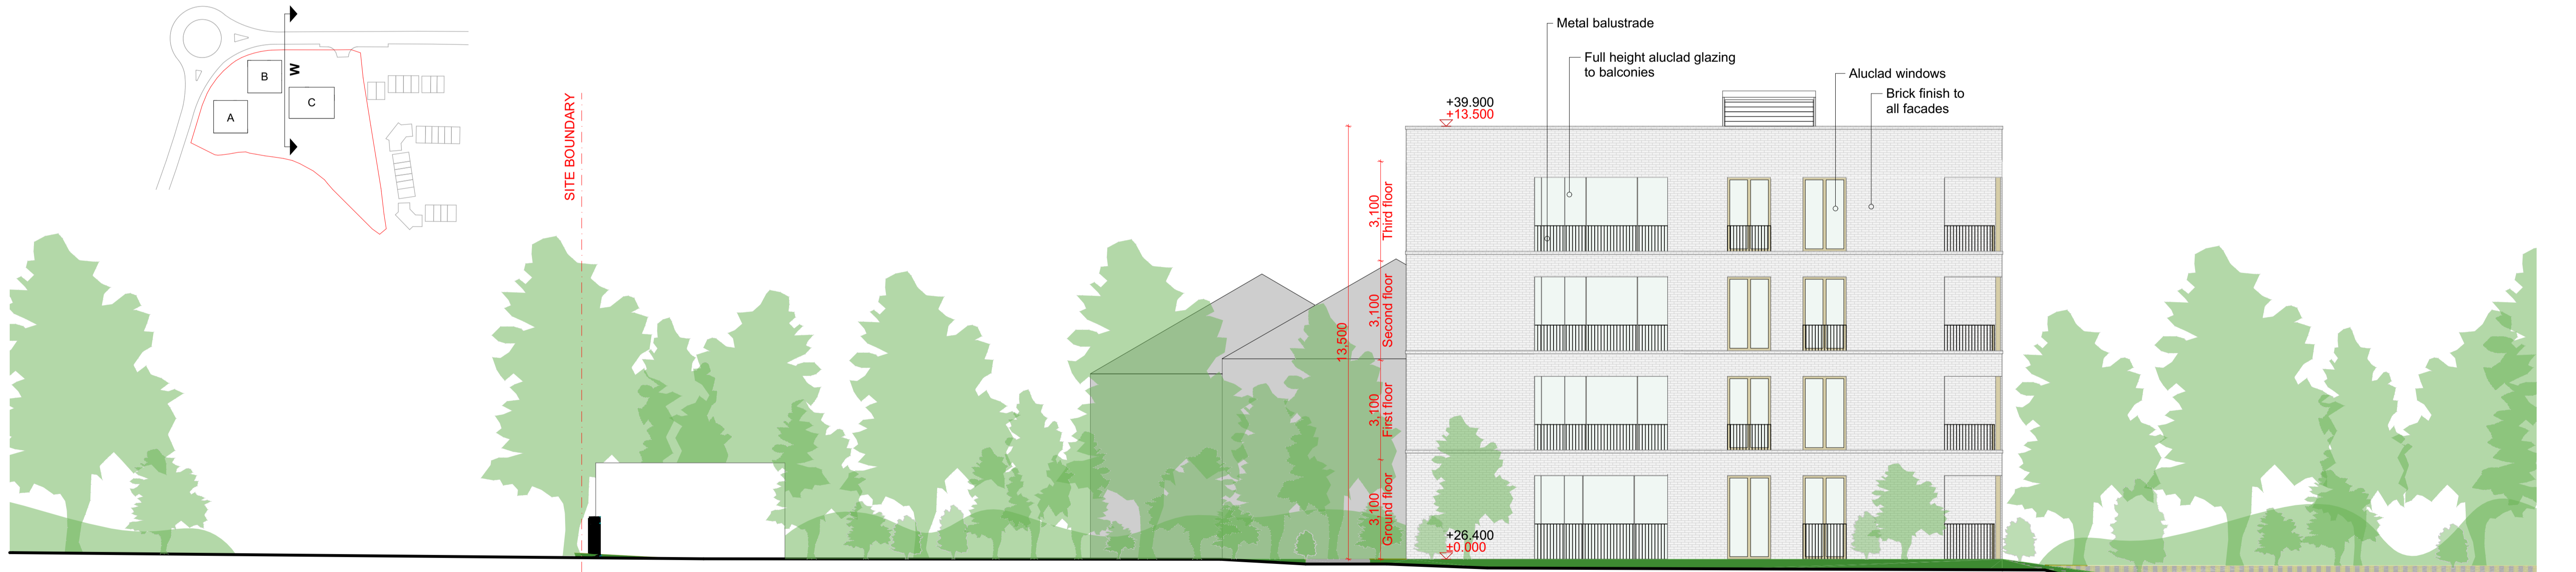 W
B
C
A
SITE BOUNDARY
Metal balustrade
Full height aluclad glazing
to balconies
Aluclad windows
Brick finish to
all facades
+39.900
+13.500
13,500
3,100
Third floor
3,100
Second floor
3,100
First floor
3,100
Ground floor
+26.400
±0.000